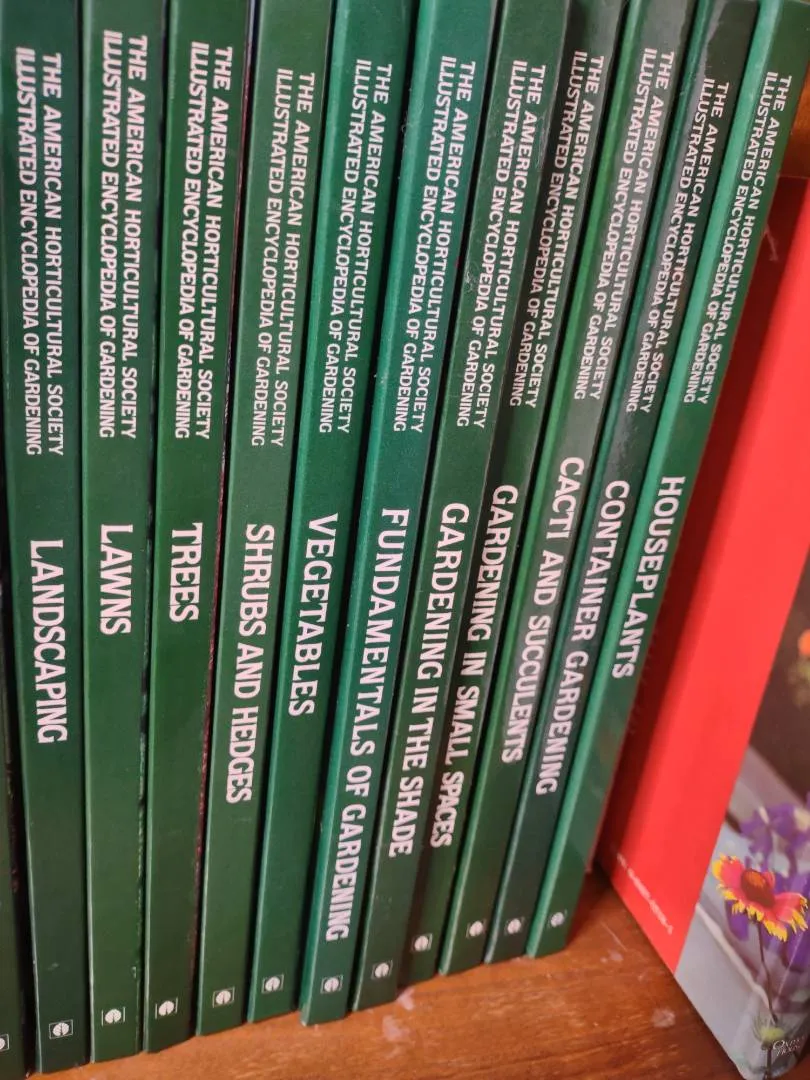 THE AMERICAN HORTICULTURAL SOCIETY
ILLUSTRATED ENCYCLOPEDIA OF GARDENING
LANDSCAPING
THE AMERICAN HORTICULTURAL SOCIETY
ILLUSTRATED ENCYCLOPEDIA OF GARDENING
LAWNS
THE AMERICAN HORTICULTURAL SOCIETY
ILLUSTRATED ENCYCLOPEDIA OF GARDENING
TREES
THE AMERICAN HORTICULTURAL SOCIETY
ILLUSTRATED ENCYCLOPEDIA OF GARDENING
SHRUBS AND HEDGES
THE AMERICAN HORTICULTURAL SOCIETY
ILLUSTRATED ENCYCLOPEDIA OF GARDENING
VEGETABLES
THE AMERICAN HORTICULTURAL SOCIETY
ILLUSTRATED ENCYCLOPEDIA OF GARDENING
FUNDAMENTALS OF GARDENING
THE AMERICAN HORTICULTURAL SOCIETY
ILLUSTRATED ENCYCLOPEDIA OF GARDENING
GARDENING IN THE SHADE
THE AMERICAN HORTICULTURAL SOCIETY
ILLUSTRATED ENCYCLOPEDIA OF GARDENING
GARDENING IN SMALL SPACES
THE AMERICAN HORTICULTURAL SOCIETY
ILLUSTRATED ENCYCLOPEDIA OF GARDENING
CACTI AND SUCCULENTS
THE AMERICAN HORTICULTURAL SOCIETY
ILLUSTRATED ENCYCLOPEDIA OF GARDENING
CONTAINER GARDENING
THE AMERICAN HORTICULTURAL SOCIETY
ILLUSTRATED ENCYCLOPEDIA OF GARDENING
HOUSEPLANTS